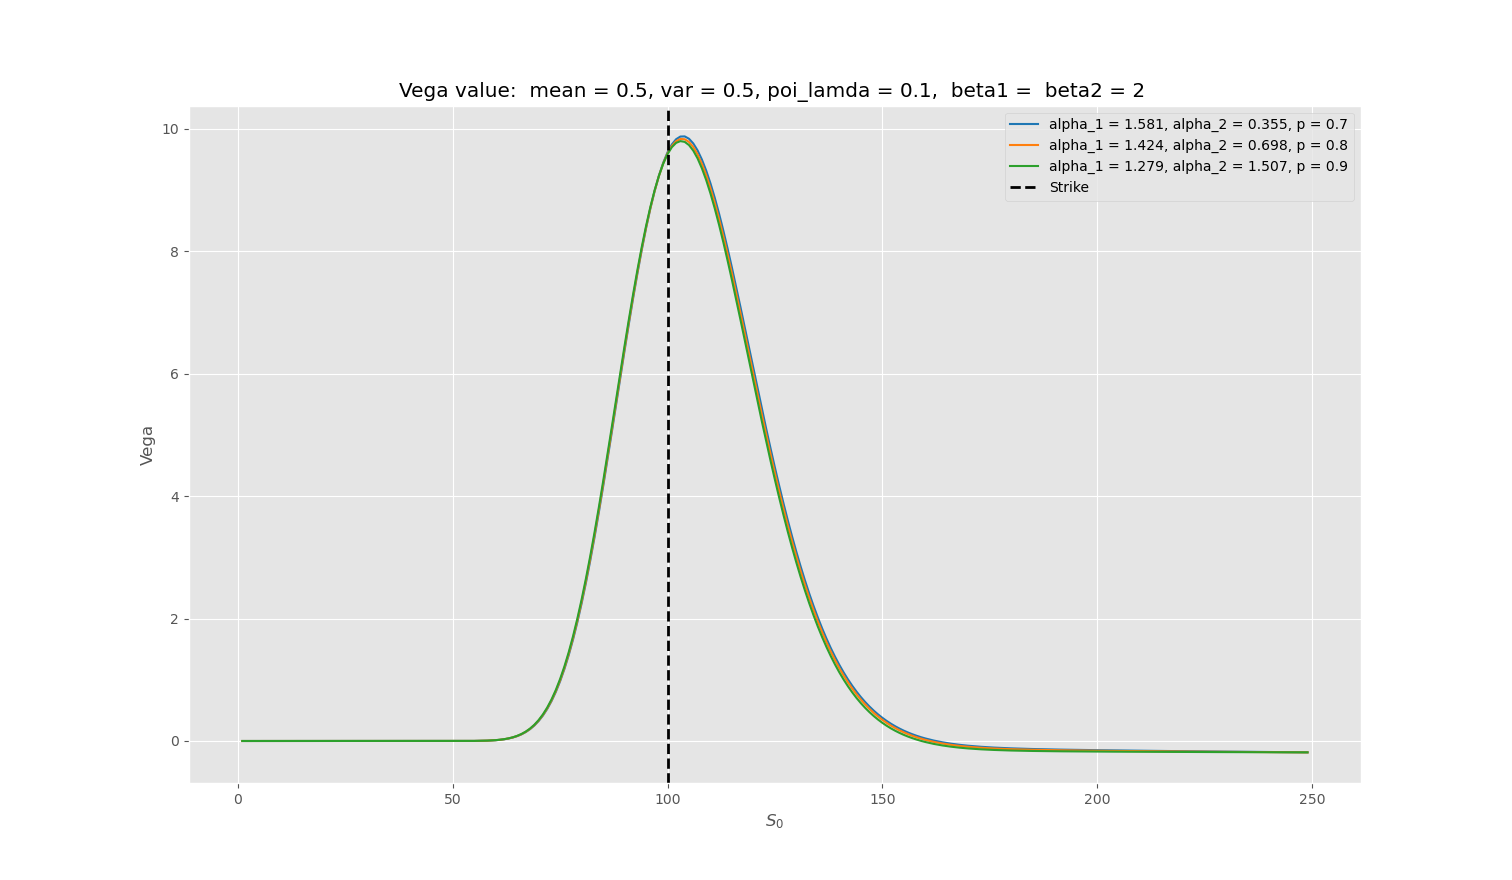 Vega value:  mean = 0.5, var = 0.5, poi_lamda = 0.1,  beta1 =  beta2 = 2
alpha_1 = 1.581, alpha_2 = 0.355, p = 0.7
alpha_1 = 1.424, alpha_2 = 0.698, p = 0.8
alpha_1 = 1.279, alpha_2 = 1.507, p = 0.9
Strike
10
8
6
4
2
0
Vega
0 50 100 150 200 250
S₀